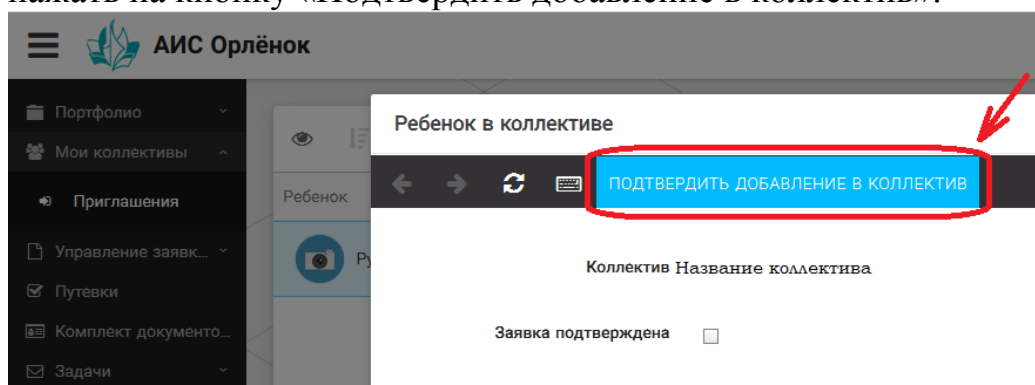 нажать на кнопку «Подтвердить добавление в коллектив».
АИС Орлёнок
Портфолио
Мои коллективы
Приглашения
Управление заявк...
Путевки
Комплект документо...
Задачи
Ребенок
Ребенок в коллективе
ПОДТВЕРДИТЬ ДОБАВЛЕНИЕ В КОЛЛЕКТИВ
Коллектив Название коллектива
Заявка подтверждена